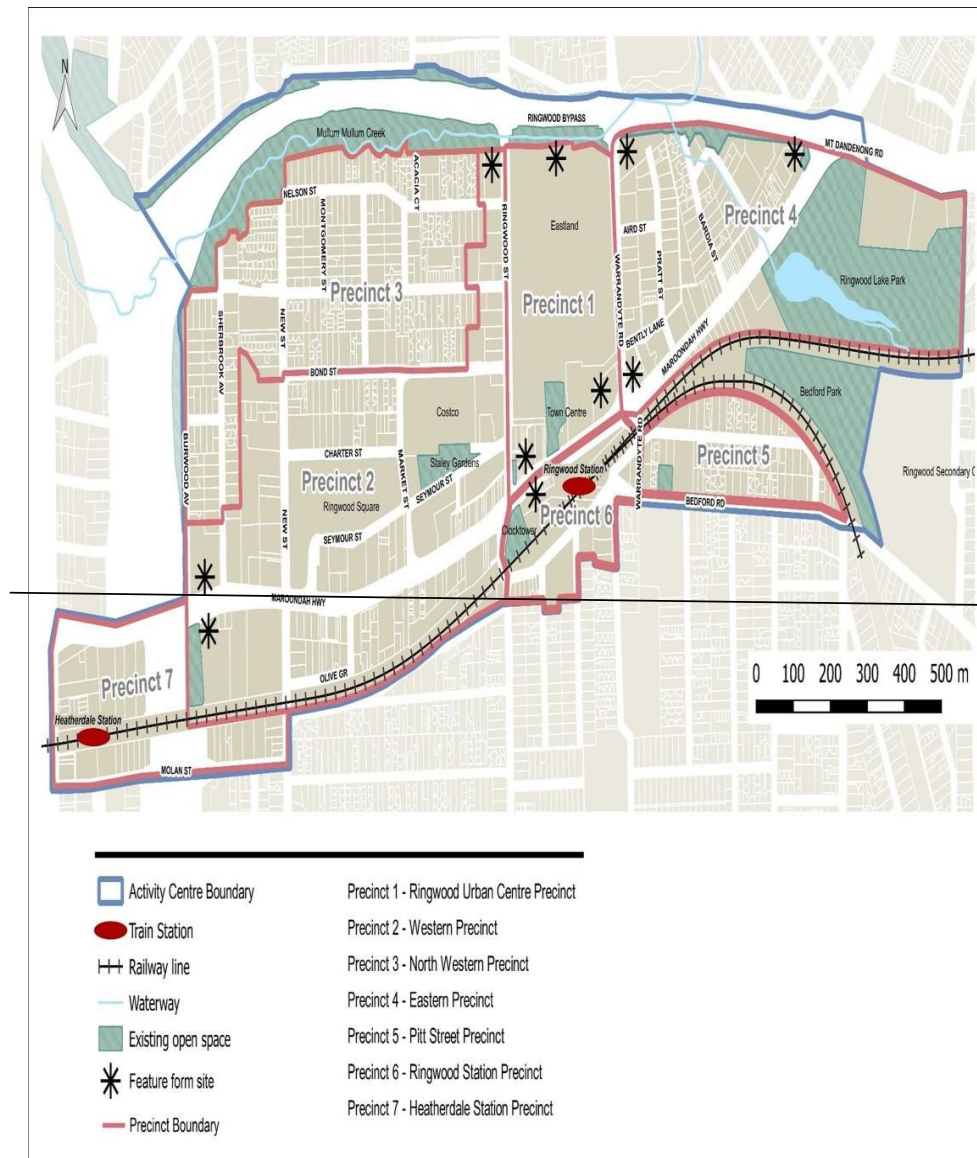 N
RINGWOOD BYPASS
Mullum Mullum Creek
MT DANDENONG RD
ACACIA CT
NELSON ST
MONTGOMERY ST
RINGWOOD ST
Eastland
AIRD ST
BARDIA ST
Precinct 4
PRATT ST
WARRANDYTE RD
Ringwood Lake Park
Precinct 3
Precinct 1
SHERBROOK AV
NEW ST
BENTLY LANE
MAROONDAH HWY
BOND ST
Bedford Park
Costco
Town Centre
BURWOOD AV
CHARTER ST
Staley Gardens
MARKET ST
SEYMOUR ST
Precinct 2
Ringwood Square
Ringwood Station
WARRANDYTE RD
Precinct 5
BEDFORD RD
Ringwood Secondary C
NEW ST
SEYMOUR ST
Clocktower
Precinct 6
MAROONDAH HWY
0 100 200 300 400 500 m
Precinct 7
OLIVE GR
Heatherdale Station
MOLAN ST
Activity Centre Boundary
Train Station
Railway line
Waterway
Existing open space
Feature form site
Precinct Boundary
Precinct 1 - Ringwood Urban Centre Precinct
Precinct 2 - Western Precinct
Precinct 3 - North Western Precinct
Precinct 4 - Eastern Precinct
Precinct 5 - Pitt Street Precinct
Precinct 6 - Ringwood Station Precinct
Precinct 7 - Heatherdale Station Precinct